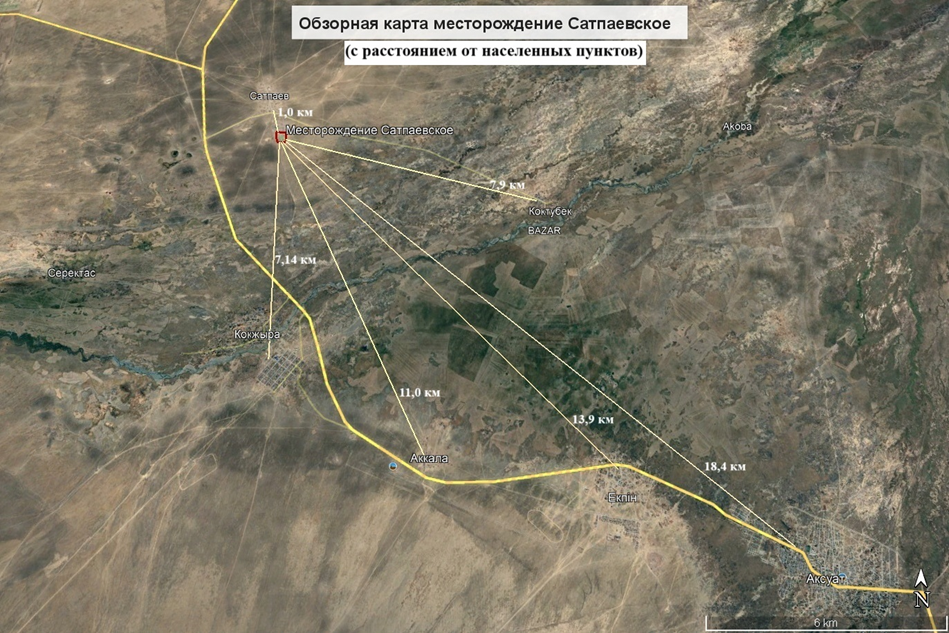 Обзорная карта месторождение Сатпаевское
(с расстоянием от населенных пунктов)
Сатпаев
1,0 км
Месторождение Сатпаевское
Akoba
7,9 км
Коктубек
BAZAR
7,14 км
Серектас
Кокжыра
11,0 км
13,9 км
Аккала
18,4 км
Екпін
Аксуат
N
6 km